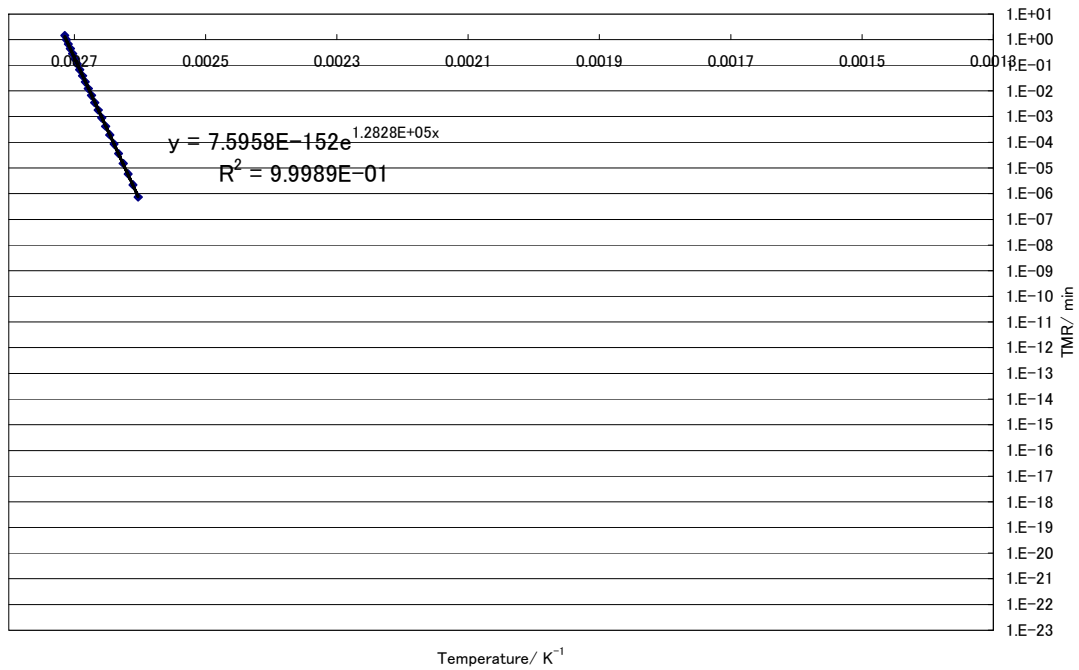 1.E+01
1.E+00
0.0027 0.0025 0.0023 0.0021 0.0019 0.0017 0.0015 0.0013
1.E-01
1.E-02
1.E-03
y = 7.5958E-152e^1.2828E+05x
1.E-04
R² = 9.9989E-01
1.E-05
1.E-06
1.E-07
1.E-08
1.E-09
1.E-10
1.E-11
1.E-12
1.E-13
1.E-14
1.E-15
1.E-16
1.E-17
1.E-18
1.E-19
1.E-20
1.E-21
1.E-22
1.E-23
TMR/ min
Temperature/ K⁻¹